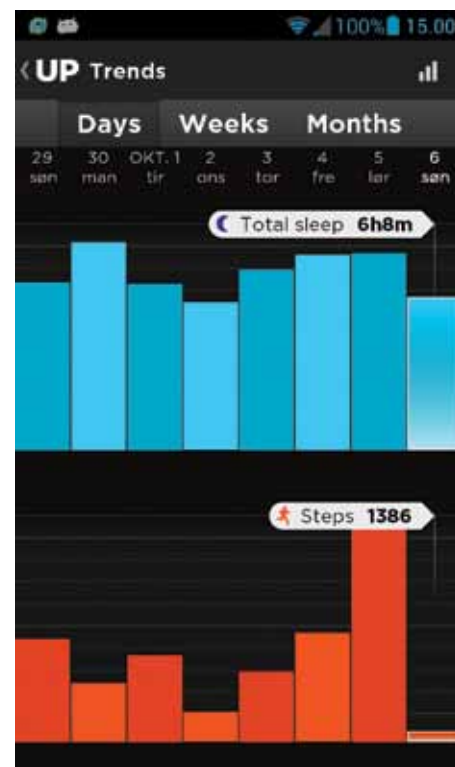 100% 15.00
UP Trends
Days Weeks Months
29 30 OKT. 1 2 3 4 5 6
søn man tir ons tor fre lør søn
Total sleep 6h8m
Steps 1386